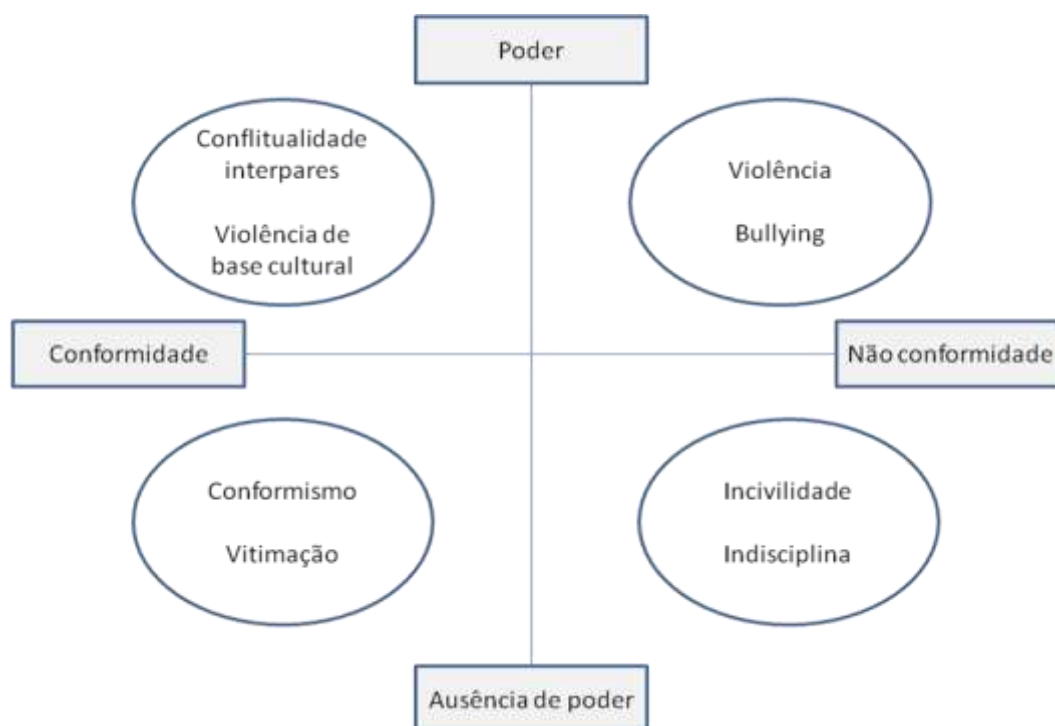 Poder
Conflitualidade
interpares
Violência de
base cultural
Violência
Bullying
Conformidade
Não conformidade
Conformismo
Vitimação
Incivilidade
Indisciplina
Ausência de poder